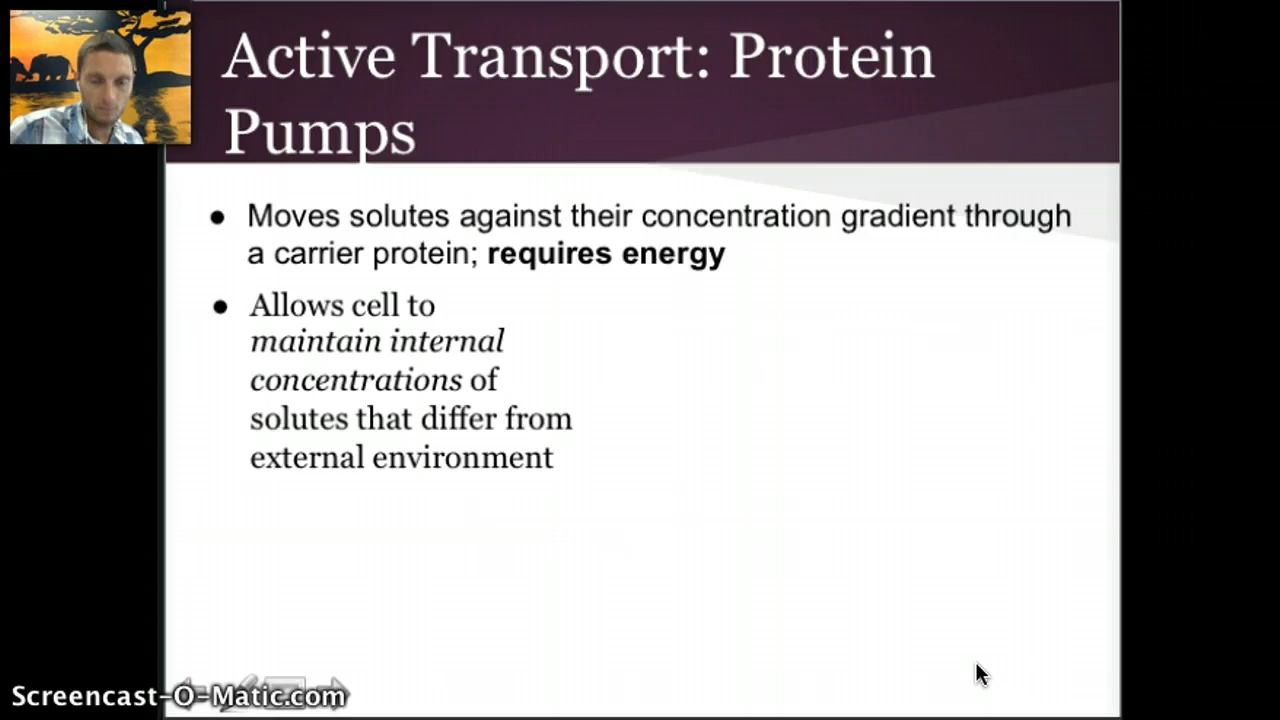 Active Transport: Protein
Pumps
● Moves solutes against their concentration gradient through
a carrier protein; requires energy
● Allows cell to
maintain internal
concentrations of
solutes that differ from
external environment
Screencast-O-Matic.com